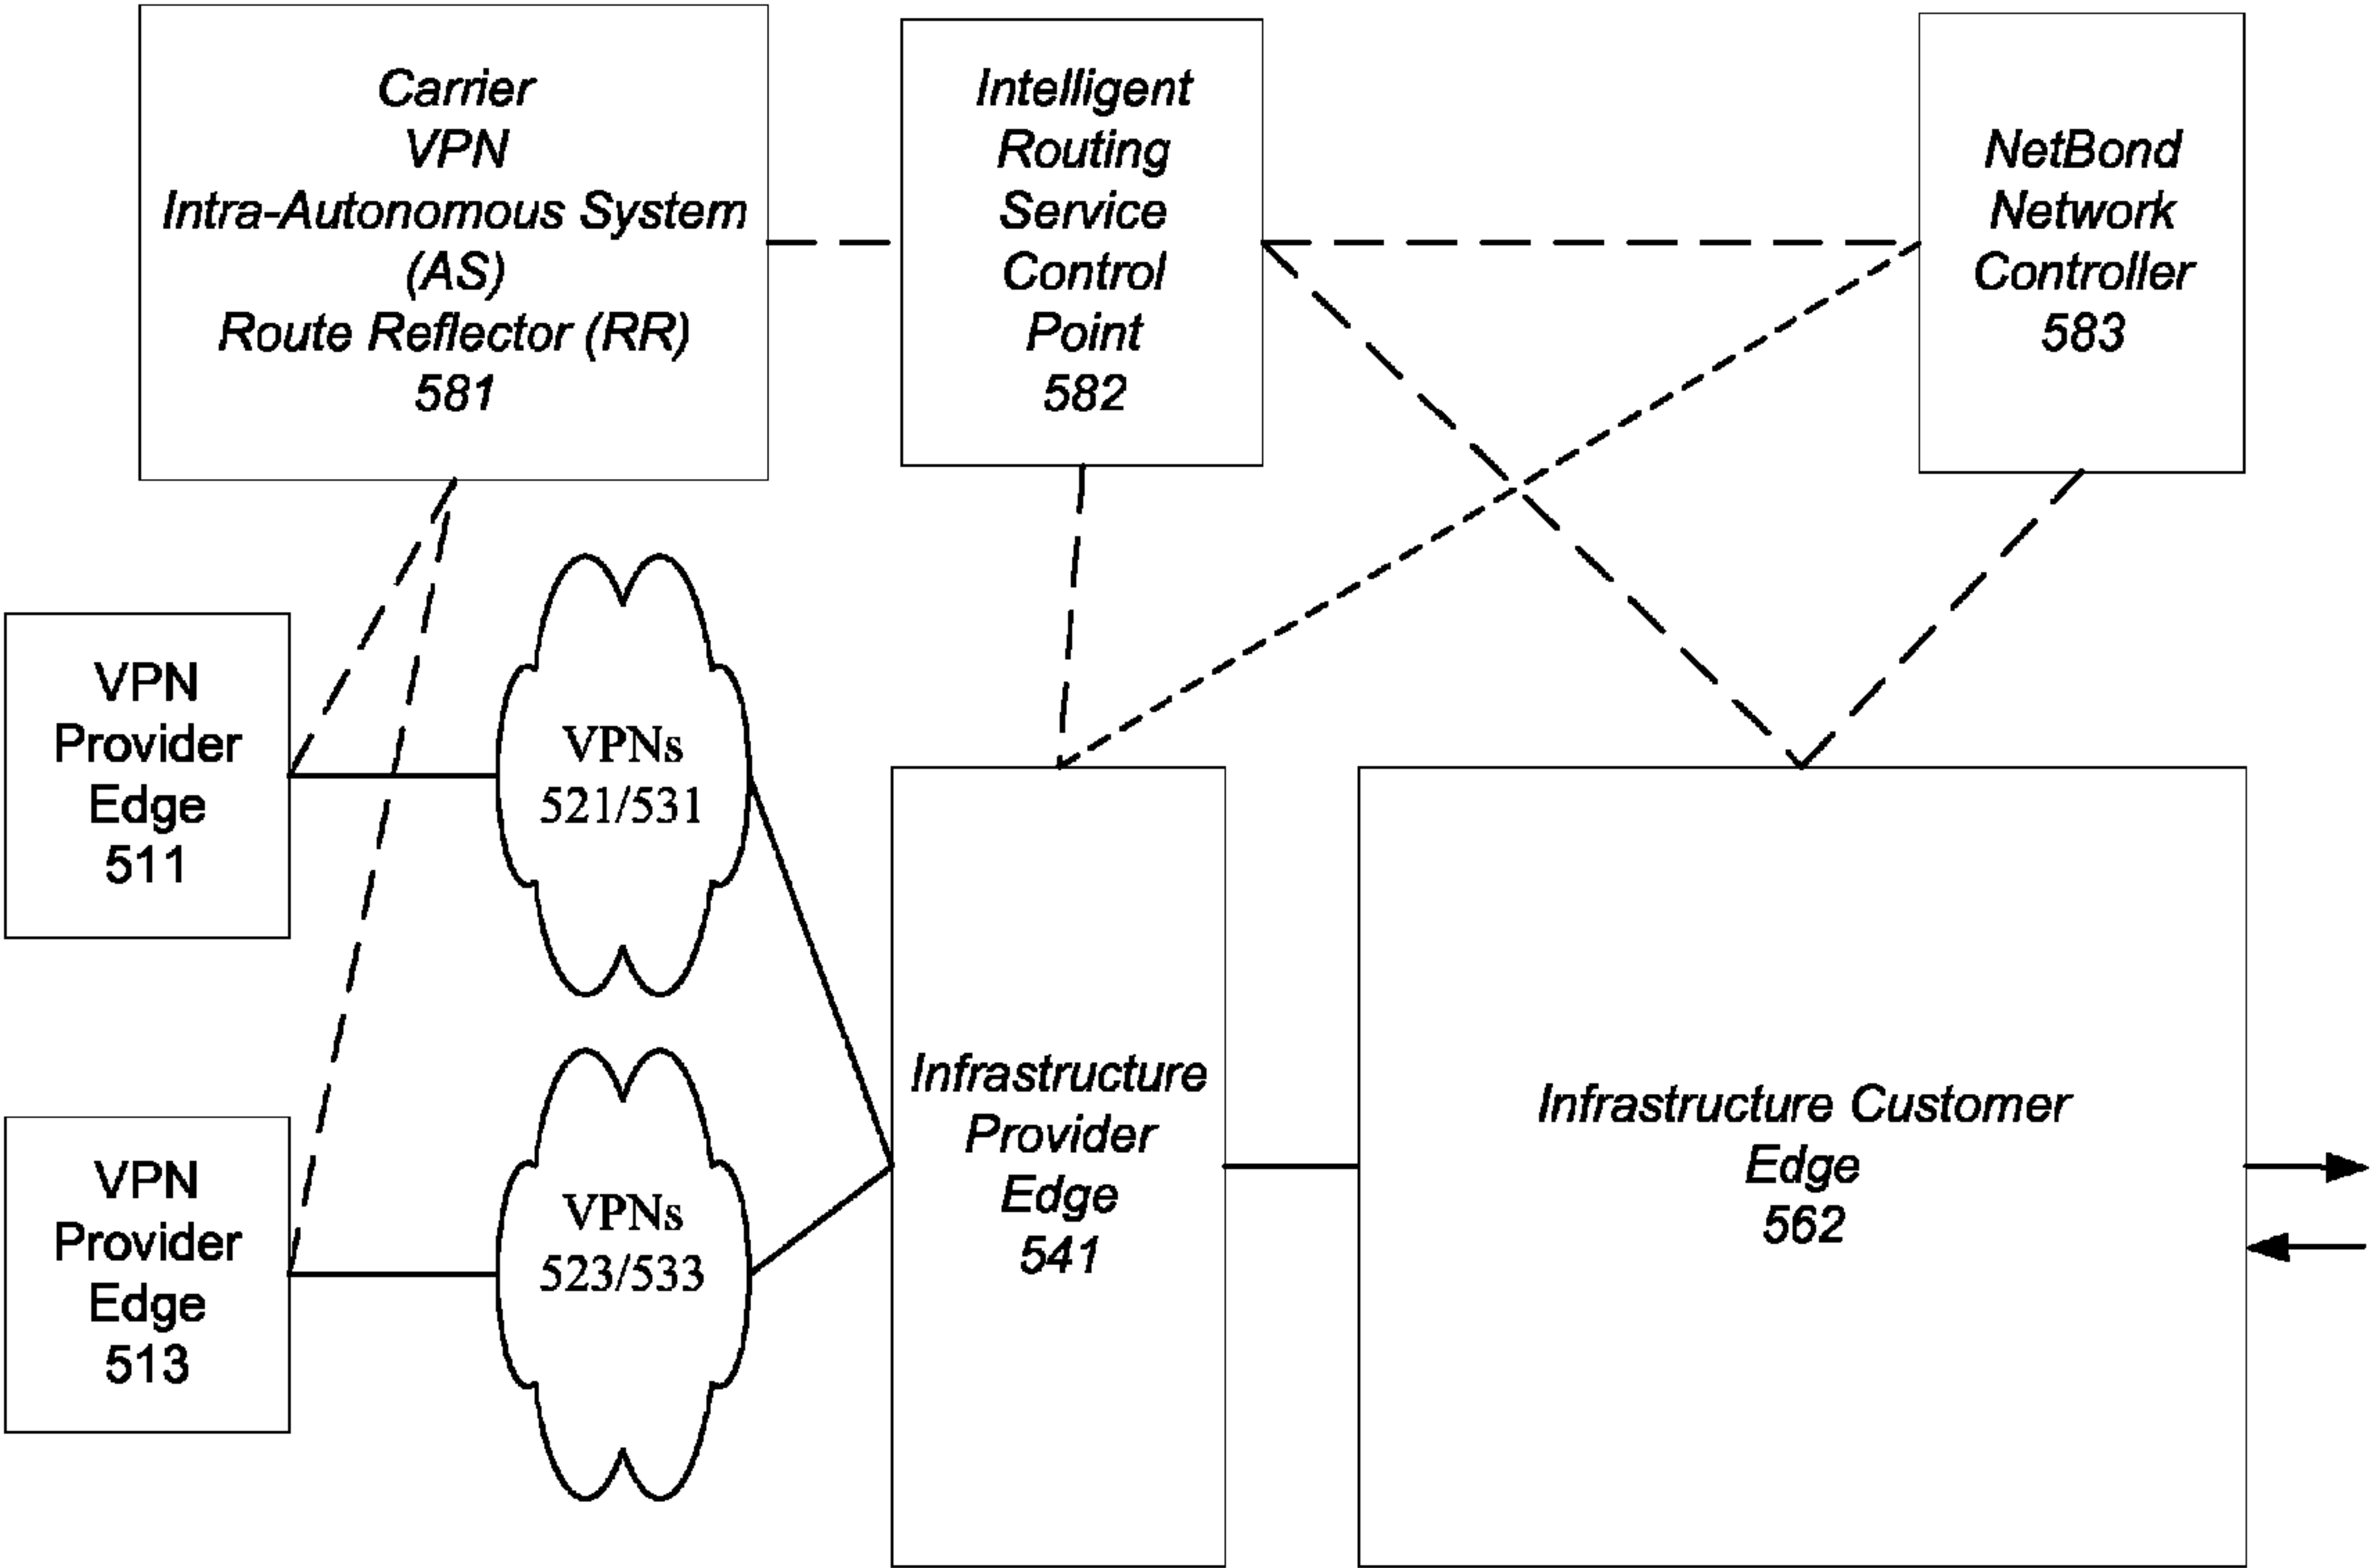 Carrier
VPN
Intra-Autonomous System
(AS)
Route Reflector (RR)
581
Intelligent
Routing
Service
Control
Point
582
NetBond
Network
Controller
583
VPN
Provider
Edge
511
VPNs
521/531
VPN
Provider
Edge
513
VPNs
523/533
Infrastructure
Provider
Edge
541
Infrastructure Customer
Edge
562